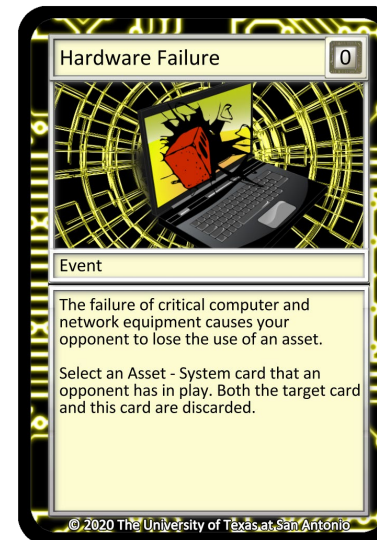 Hardware Failure
0
Event
The failure of critical computer and
network equipment causes your
opponent to lose the use of an asset.
Select an Asset - System card that an
opponent has in play. Both the target card
and this card are discarded.
© 2020 The University of Texas at San Antonio